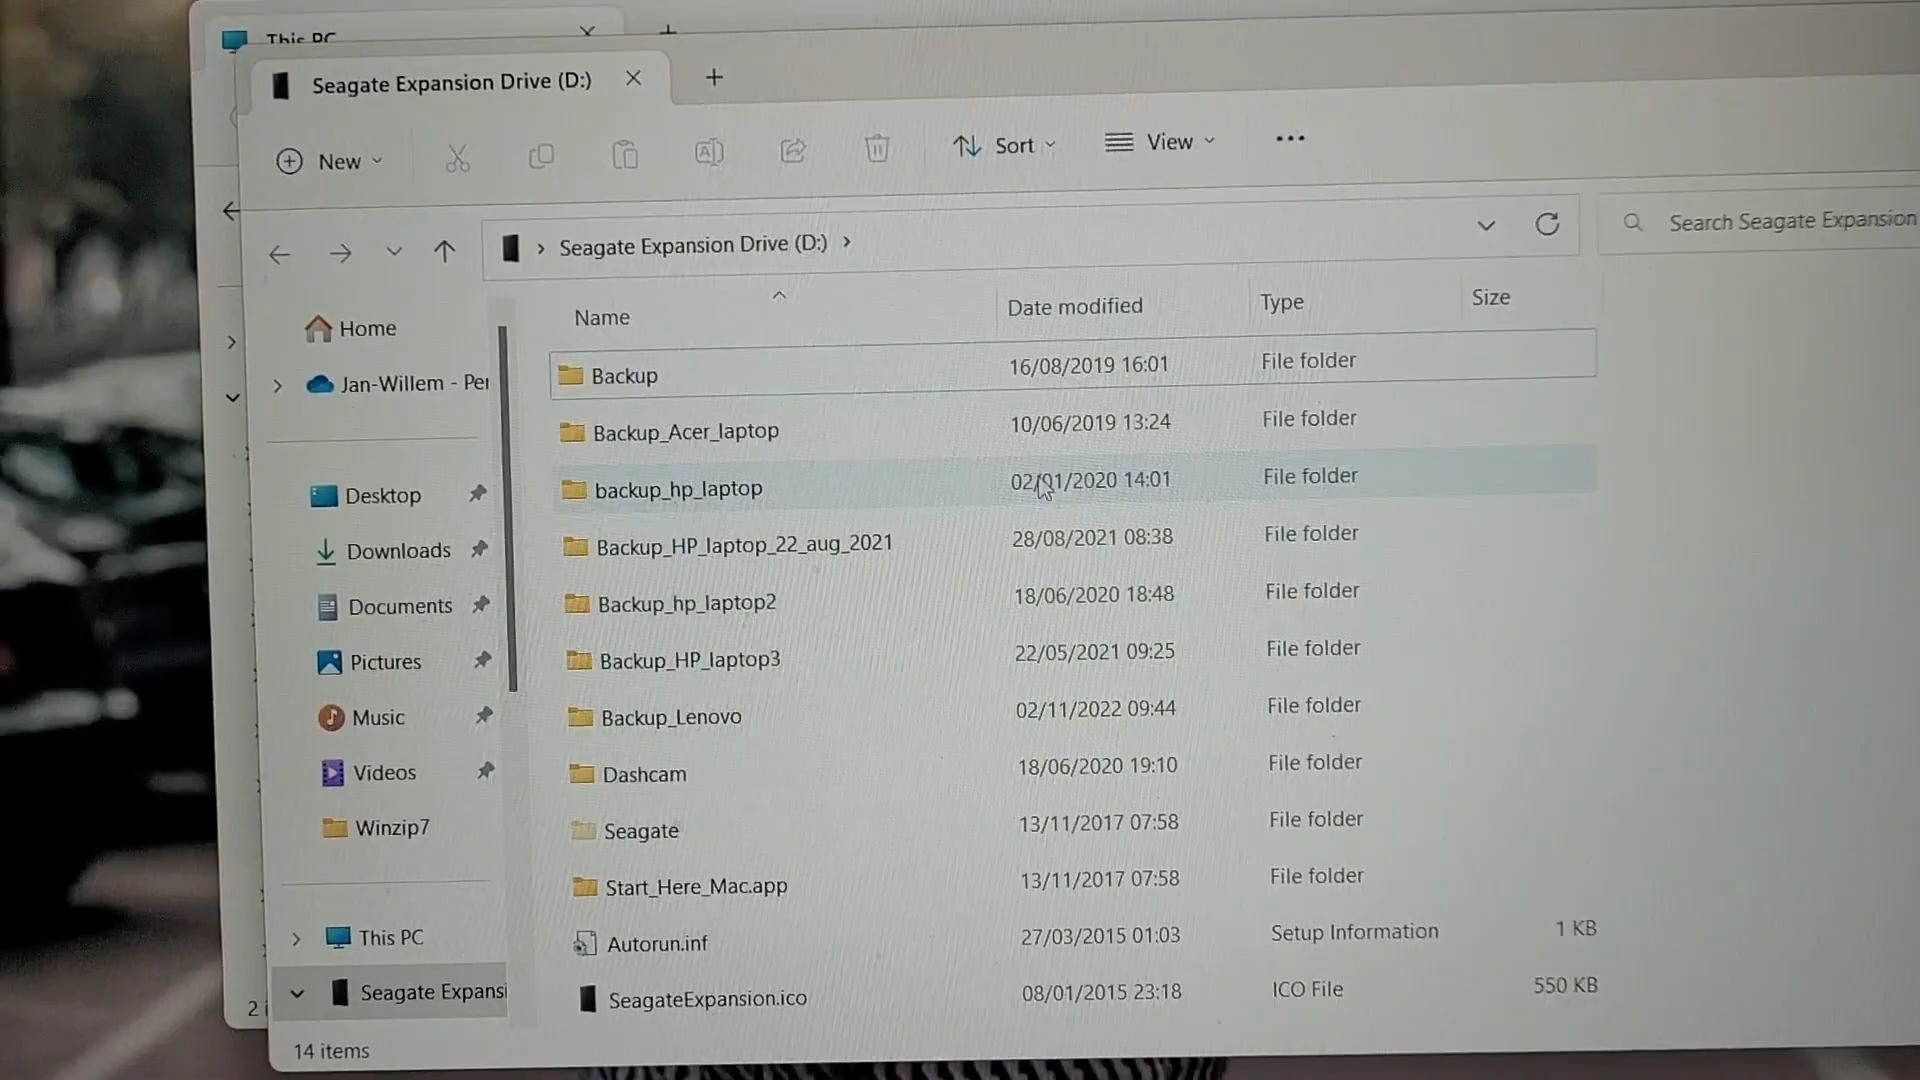 This PC
Seagate Expansion Drive (D:)
New
Sort
View
Seagate Expansion Drive (D:)
Search Seagate Expansion
Name Date modified Type Size
Home
Jan-Willem - Per
Desktop
Downloads
Documents
Pictures
Music
Videos
Winzip7
This PC
Seagate Expansi
Backup 16/08/2019 16:01 File folder
Backup_Acer_laptop 10/06/2019 13:24 File folder
backup_hp_laptop 02/01/2020 14:01 File folder
Backup_HP_laptop_22_aug_2021 28/08/2021 08:38 File folder
Backup_hp_laptop2 18/06/2020 18:48 File folder
Backup_HP_laptop3 22/05/2021 09:25 File folder
Backup_Lenovo 02/11/2022 09:44 File folder
Dashcam 18/06/2020 19:10 File folder
Seagate 13/11/2017 07:58 File folder
Start_Here_Mac.app 13/11/2017 07:58 File folder
Autorun.inf 27/03/2015 01:03 Setup Information 1 KB
SeagateExpansion.ico 08/01/2015 23:18 ICO File 550 KB
2 i
14 items